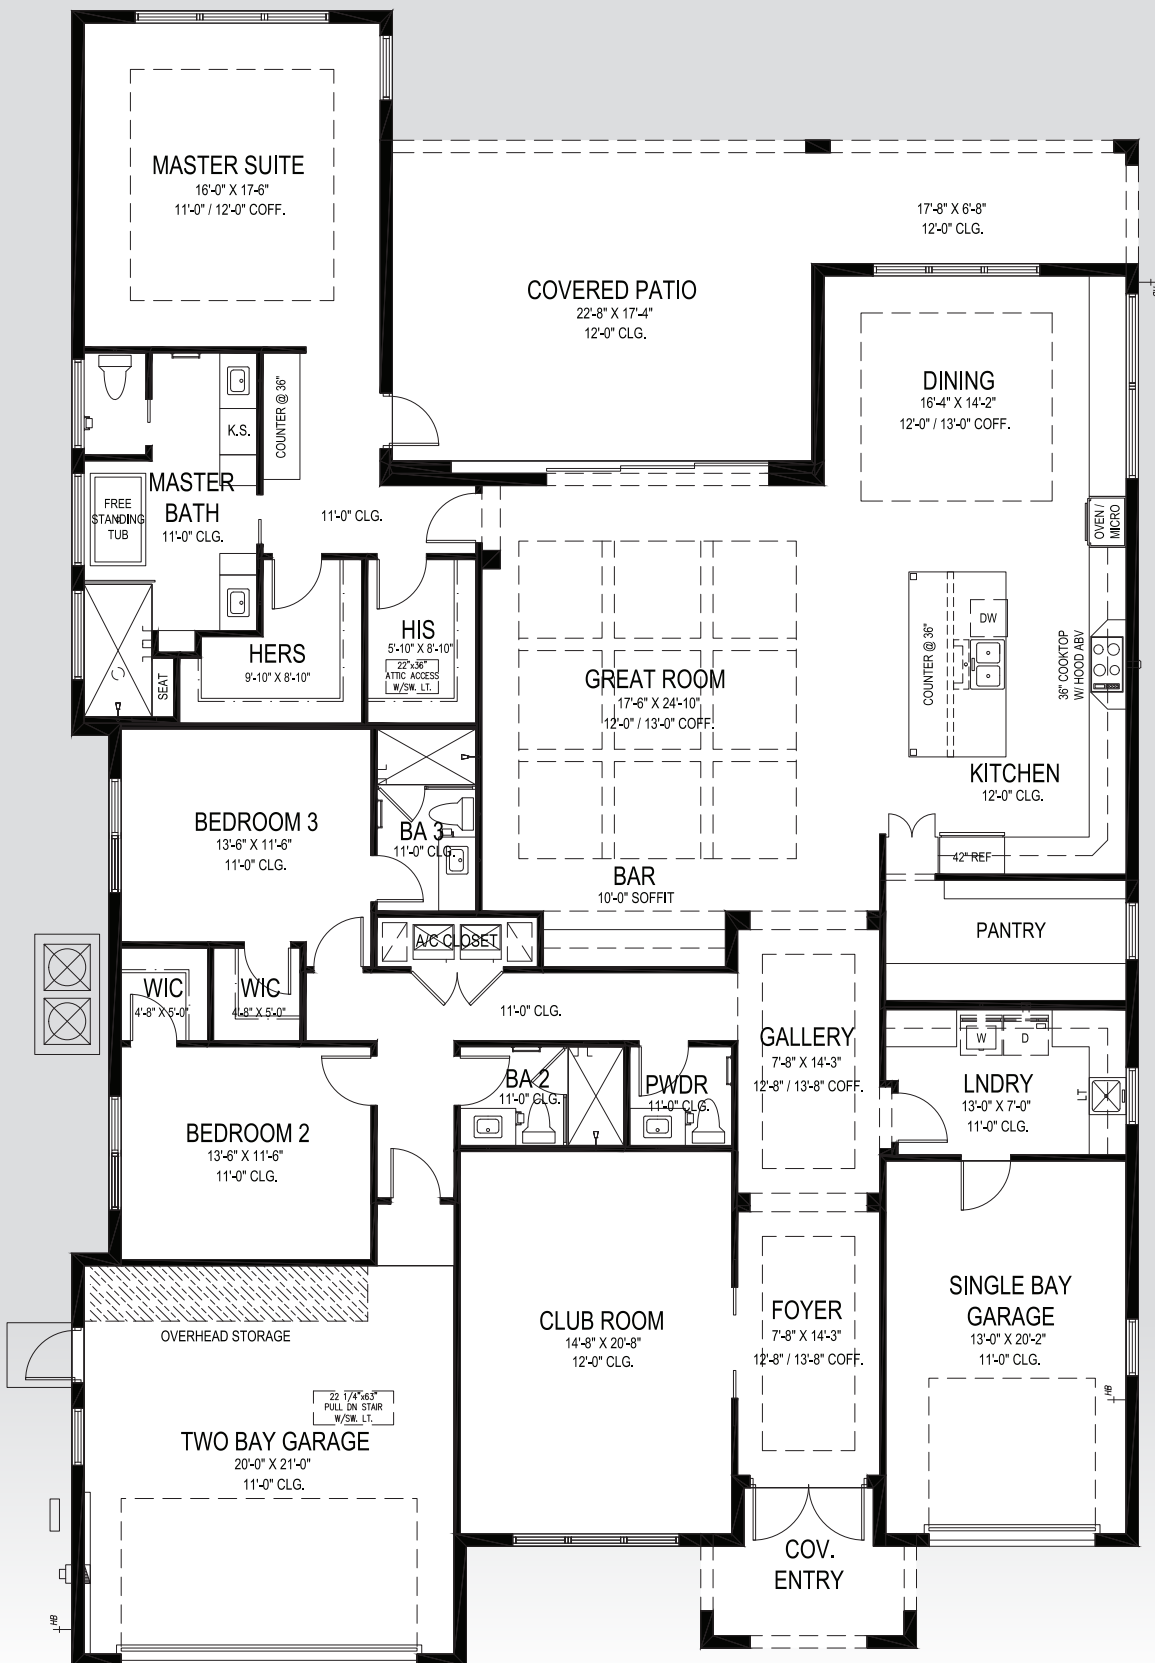 MASTER SUITE
16'-0" X 17'-6"
11'-0" / 12'-0" COFF.
17'-8" X 6'-8"
12'-0" CLG.
COVERED PATIO
22'-8" X 17'-4"
12'-0" CLG.
DINING
16'-4" X 14'-2"
12'-0" / 13'-0" COFF.
COUNTER @ 36"
K.S.
MASTER
BATH
11'-0" CLG.
FREE
STANDING
TUB
11'-0" CLG.
OVEN /
MICRO
HERS
9'-10" X 8'-10"
HIS
5'-10" X 8'-10"
22"x36"
ATTIC ACCESS
W/SW. LT.
SEAT
GREAT ROOM
17'-6" X 24'-10"
12'-0" / 13'-0" COFF.
COUNTER @ 36"
DW
36" COOKTOP
W/ HOOD ABV
KITCHEN
12'-0" CLG.
42" REF
BEDROOM 3
13'-6" X 11'-6"
11'-0" CLG.
BA 3
11'-0" CLG.
BAR
10'-0" SOFFIT
PANTRY
A/C CLOSET
WIC
4'-8" X 5'-0"
WIC
4'-8" X 5'-0"
11'-0" CLG.
GALLERY
7'-8" X 14'-3"
12'-8" / 13'-8" COFF.
W
D
LT
LNDRY
13'-0" X 7'-0"
11'-0" CLG.
BA 2
11'-0" CLG.
PWDR
11'-0" CLG.
BEDROOM 2
13'-6" X 11'-6"
11'-0" CLG.
OVERHEAD STORAGE
CLUB ROOM
14'-8" X 20'-8"
12'-0" CLG.
FOYER
7'-8" X 14'-3"
12'-8" / 13'-8" COFF.
SINGLE BAY
GARAGE
13'-0" X 20'-2"
11'-0" CLG.
HB
22 1/4"x63"
PULL DN STAIR
W/SW. LT.
TWO BAY GARAGE
20'-0" X 21'-0"
11'-0" CLG.
COV.
ENTRY
HB